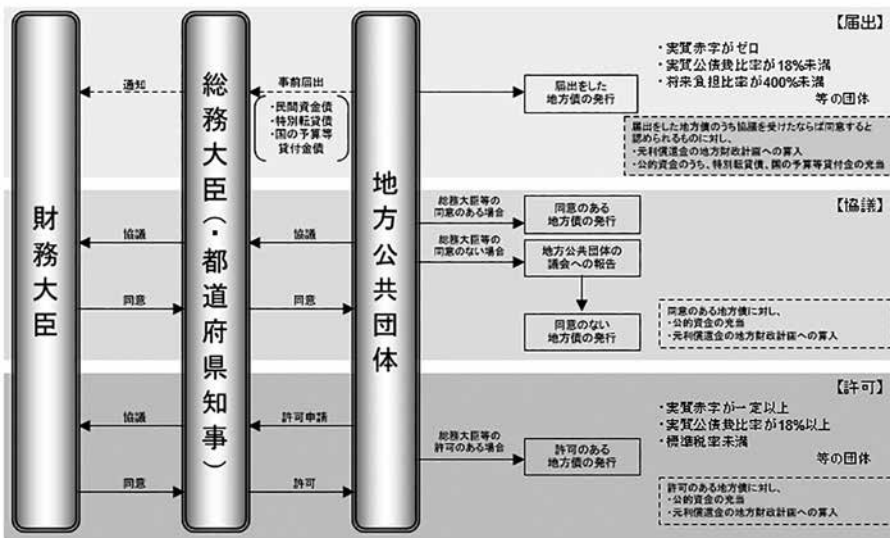 財務大臣
総務大臣（・都道府県知事）
地方公共団体
【届出】
・実質赤字がゼロ
・実質公債費比率が18%未満
・将来負担比率が400%未満
等の団体
通知
事前届出
・民間資金債
・特別転貸債
・国の予算等
貸付金債
届出をした
地方債の発行
届出をした地方債のうち協議を受けたならば同意すると
認められるものに対し、
・元利償還金の地方財政計画への算入
・公的資金のうち、特別転貸債、国の予算等貸付金の充当
【協議】
総務大臣等の
同意のある場合
同意のある
地方債の発行
協議
協議
総務大臣等の
同意のない場合
地方公共団体の
議会への報告
同意
同意
同意のない
地方債の発行
同意のある地方債に対し、
・公的資金の充当
・元利償還金の地方財政計画への算入
【許可】
・実質赤字が一定以上
・実質公債費比率が18%以上
・標準税率未満
等の団体
協議
許可申請
総務大臣等の
許可のある場合
許可のある
地方債の発行
同意
許可
許可のある地方債に対し、
・公的資金の充当
・元利償還金の地方財政計画への算入